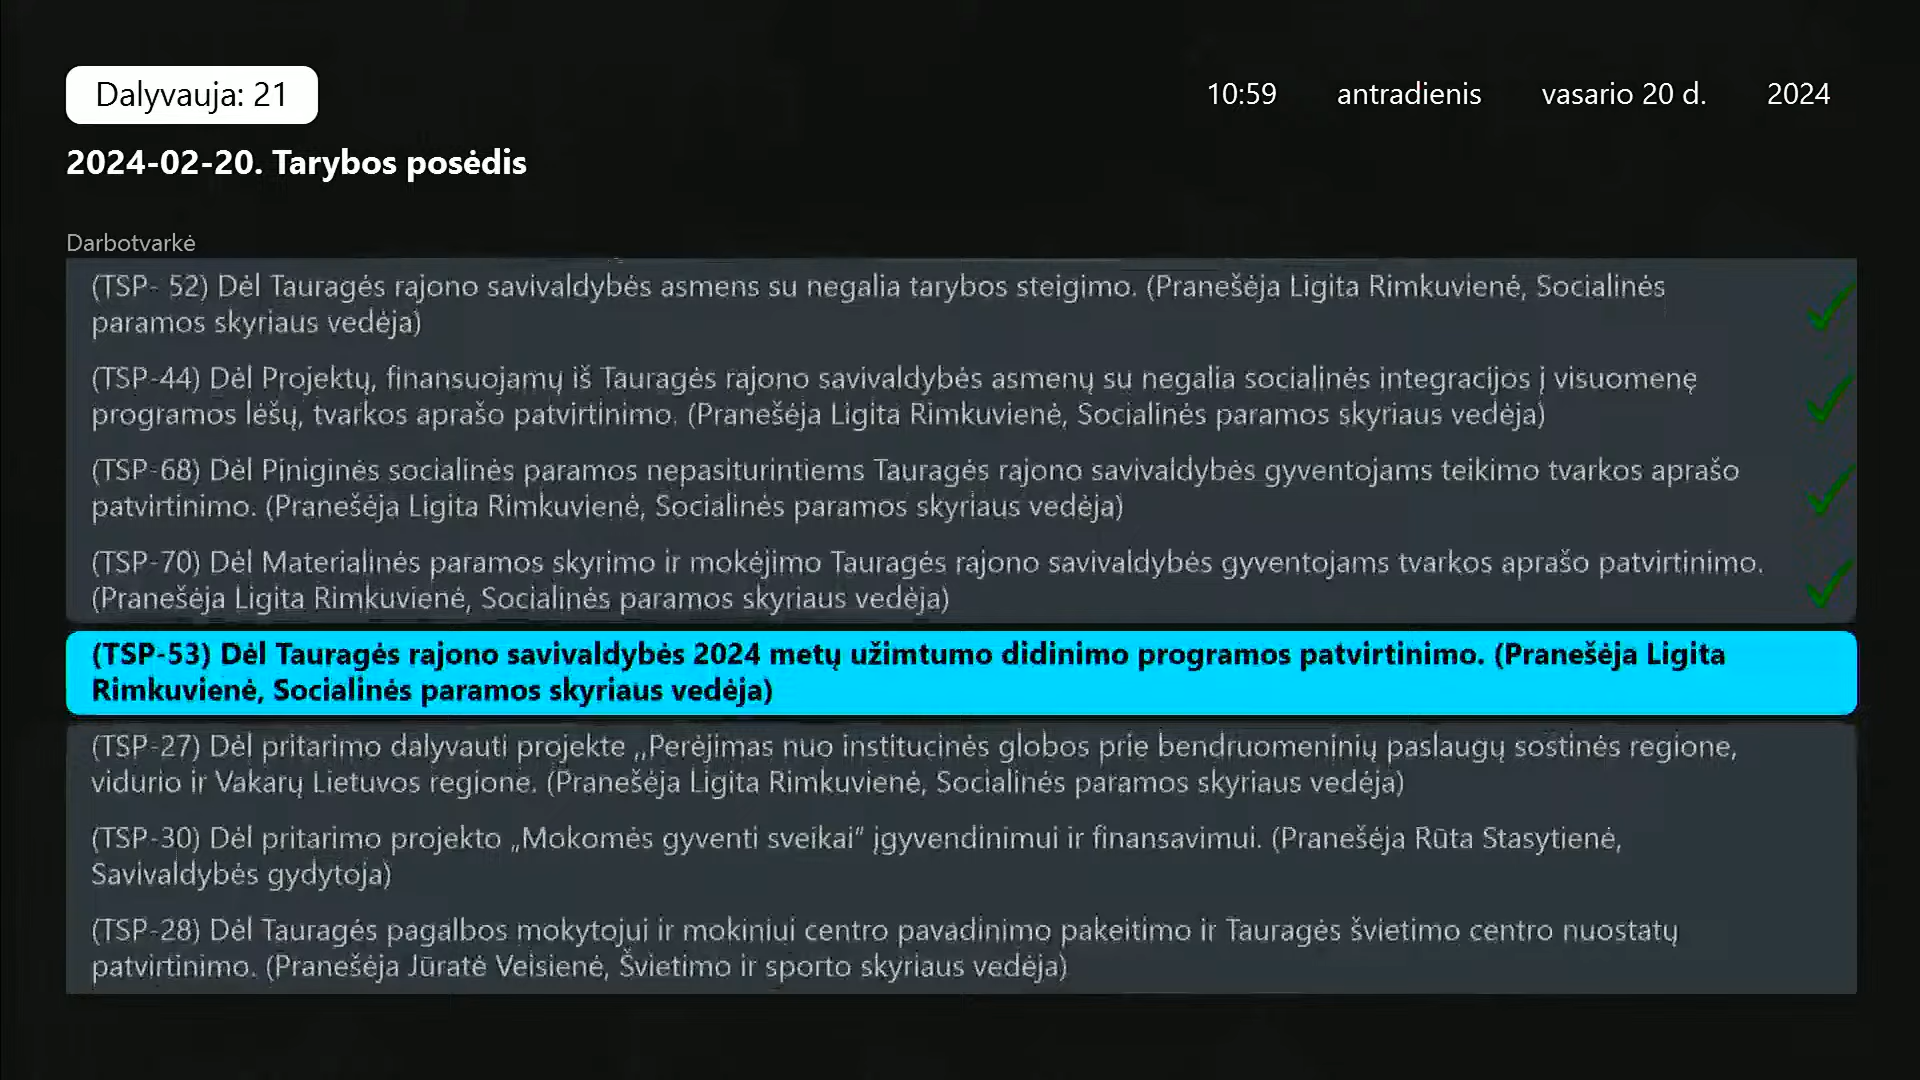 Dalyvauja: 21
10:59 antradienis vasario 20 d. 2024
2024-02-20. Tarybos posėdis
Darbotvarkė
(TSP- 52) Dėl Tauragės rajono savivaldybės asmens su negalia tarybos steigimo. (Pranešėja Ligita Rimkuvienė, Socialinės
paramos skyriaus vedėja)
(TSP-44) Dėl Projektų, finansuojamų iš Tauragės rajono savivaldybės asmenų su negalia socialinės integracijos į visuomenę
programos lėšų, tvarkos aprašo patvirtinimo. (Pranešėja Ligita Rimkuvienė, Socialinės paramos skyriaus vedėja)
(TSP-68) Dėl Piniginės socialinės paramos nepasiturintiems Tauragės rajono savivaldybės gyventojams teikimo tvarkos aprašo
patvirtinimo. (Pranešėja Ligita Rimkuvienė, Socialinės paramos skyriaus vedėja)
(TSP-70) Dėl Materialinės paramos skyrimo ir mokėjimo Tauragės rajono savivaldybės gyventojams tvarkos aprašo patvirtinimo.
(Pranešėja Ligita Rimkuvienė, Socialinės paramos skyriaus vedėja)
(TSP-53) Dėl Tauragės rajono savivaldybės 2024 metų užimtumo didinimo programos patvirtinimo. (Pranešėja Ligita
Rimkuvienė, Socialinės paramos skyriaus vedėja)
(TSP-27) Dėl pritarimo dalyvauti projekte ,,Perėjimas nuo institucinės globos prie bendruomeninių paslaugų sostinės regione,
vidurio ir Vakarų Lietuvos regione. (Pranešėja Ligita Rimkuvienė, Socialinės paramos skyriaus vedėja)
(TSP-30) Dėl pritarimo projekto „Mokomės gyventi sveikai“ įgyvendinimui ir finansavimui. (Pranešėja Rūta Stasytienė,
Savivaldybės gydytoja)
(TSP-28) Dėl Tauragės pagalbos mokytojui ir mokiniui centro pavadinimo pakeitimo ir Tauragės švietimo centro nuostatų
patvirtinimo. (Pranešėja Jūratė Veisienė, Švietimo ir sporto skyriaus vedėja)